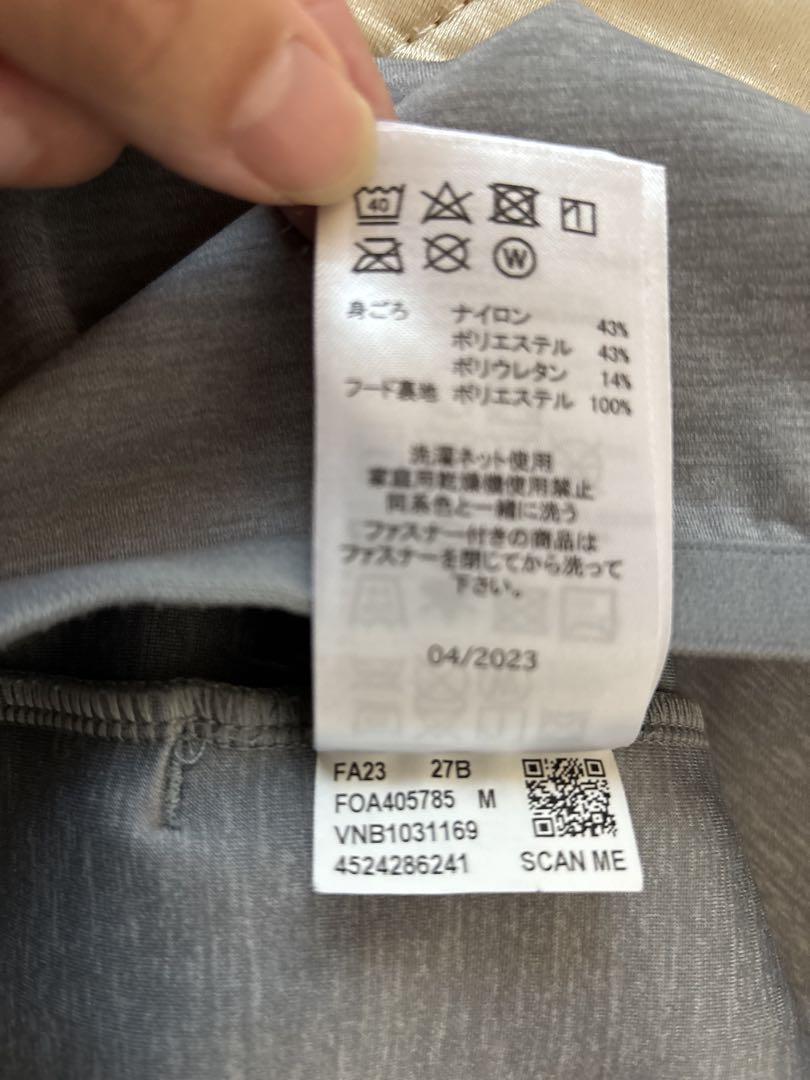 40
W
身ごろ ナイロン 43%
ポリエステル 43%
ポリウレタン 14%
フード裏地 ポリエステル 100%
洗濯ネット使用
家庭用乾燥機使用禁止
同系色と一緒に洗う
ファスナー付きの商品は
ファスナーを閉じてから洗って
下さい。
04/2023
FA23 27B
FOA405785 M
VNB1031169
4524286241 SCAN ME